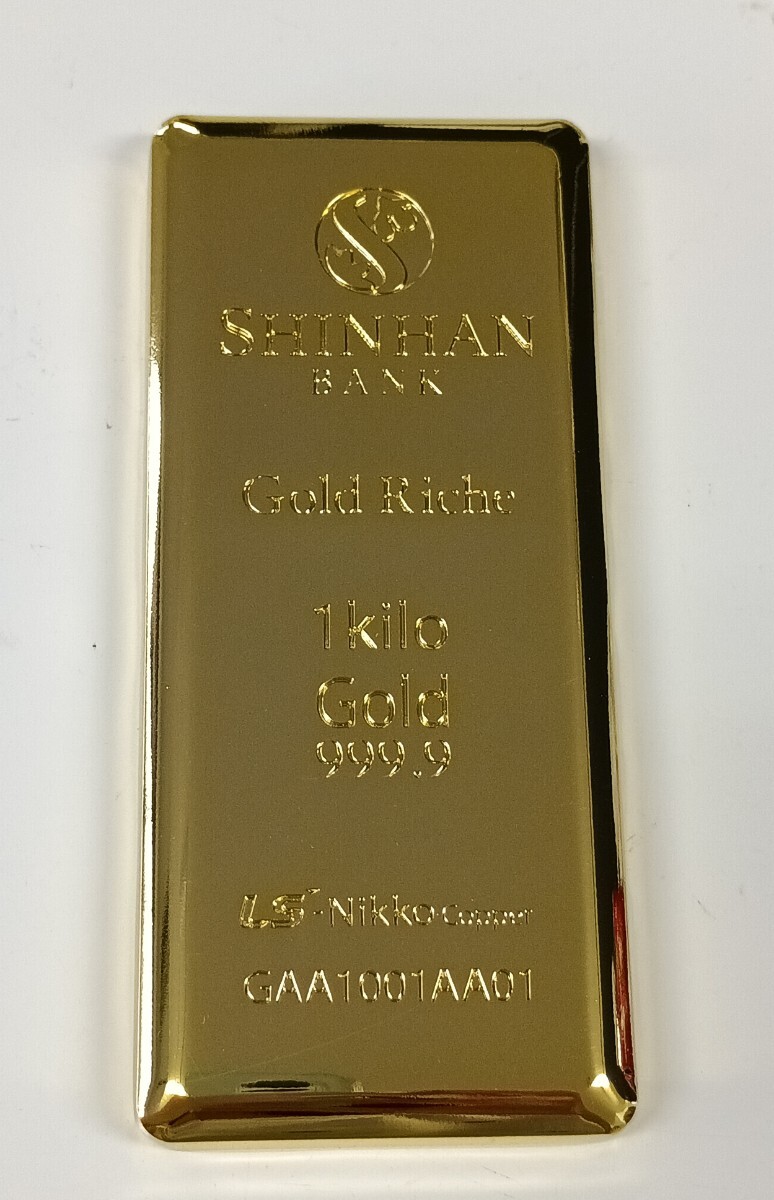 SHINHAN
BANK
Gold Riche
1kilo
Gold
999.9
LS-Nikko Copper
GAA1001AA01